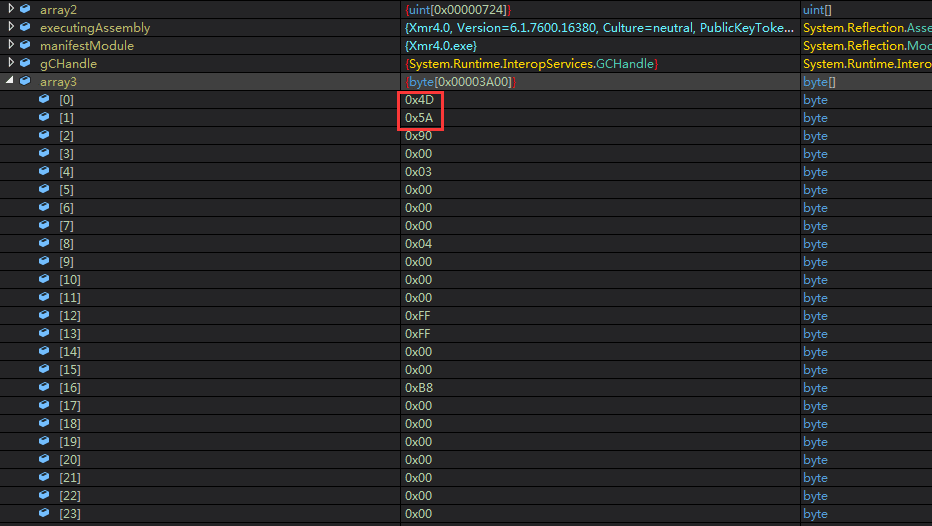 array2 {uint[0x00000724]} uint[]
executingAssembly {Xmr4.0, Version=6.1.7600.16380, Culture=neutral, PublicKeyToke... System.Reflection.Asse
manifestModule {Xmr4.0.exe} System.Reflection.Mod
gCHandle {System.Runtime.InteropServices.GCHandle} System.Runtime.Intero
array3 {byte[0x00003A00]} byte[]
[0] 0x4D byte
[1] 0x5A byte
[2] 0x90 byte
[3] 0x00 byte
[4] 0x03 byte
[5] 0x00 byte
[6] 0x00 byte
[7] 0x00 byte
[8] 0x04 byte
[9] 0x00 byte
[10] 0x00 byte
[11] 0x00 byte
[12] 0xFF byte
[13] 0xFF byte
[14] 0x00 byte
[15] 0x00 byte
[16] 0xB8 byte
[17] 0x00 byte
[18] 0x00 byte
[19] 0x00 byte
[20] 0x00 byte
[21] 0x00 byte
[22] 0x00 byte
[23] 0x00 byte